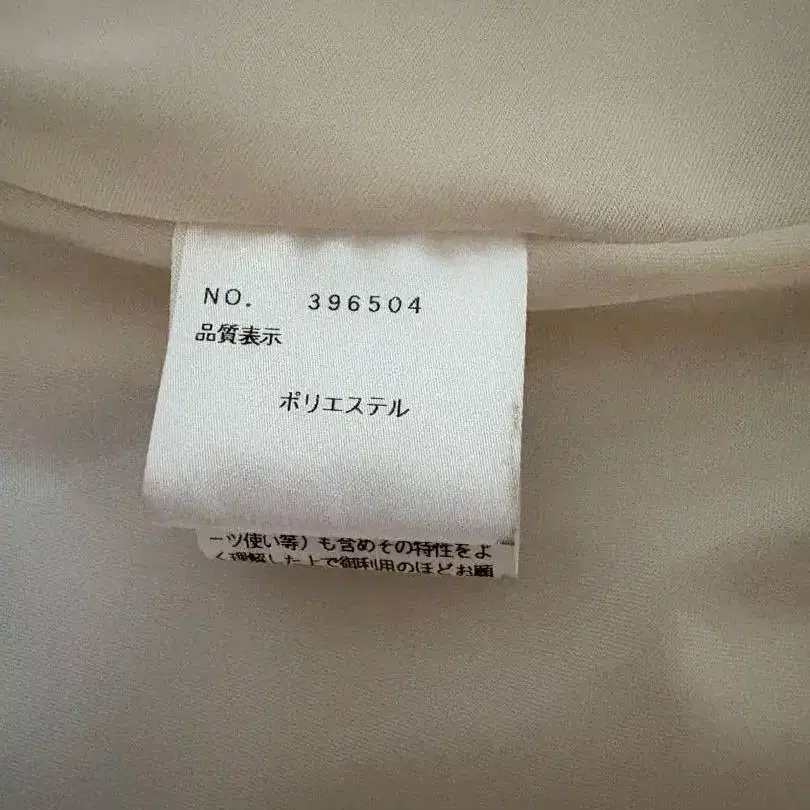 NO. 396504
品質表示
ポリエステル
ーツ使い等）も含めその特性をよ
く理解した上で御利用のほどお願